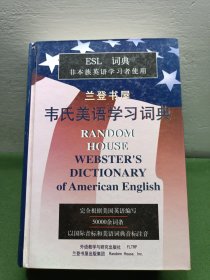 ESL 词典
非本族英语学习者使用
兰登书屋
韦氏美语学习词典
RANDOM
HOUSE
WEBSTER'S
DICTIONARY
of American English
完全根据美国英语编写
50000余词条
以国际音标和美语词典音标注音
外语教学与研究出版社 FLTRP
兰登书屋出版集团 Random House, Inc.